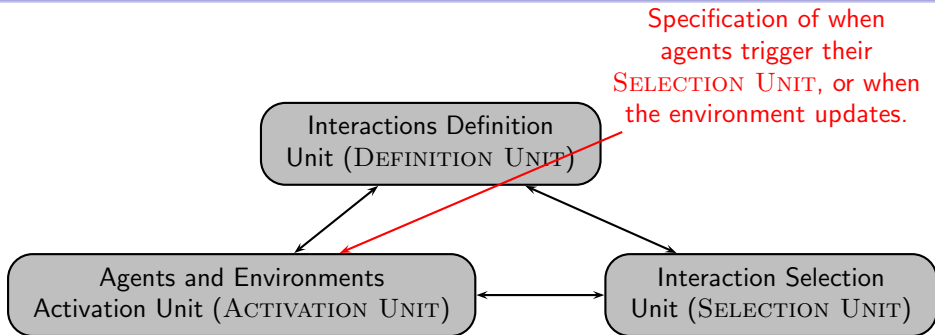 Specification of when
agents trigger their
SELECTION UNIT, or when
the environment updates.
Interactions Definition
Unit (DEFINITION UNIT)
Agents and Environments
Activation Unit (ACTIVATION UNIT)
Interaction Selection
Unit (SELECTION UNIT)